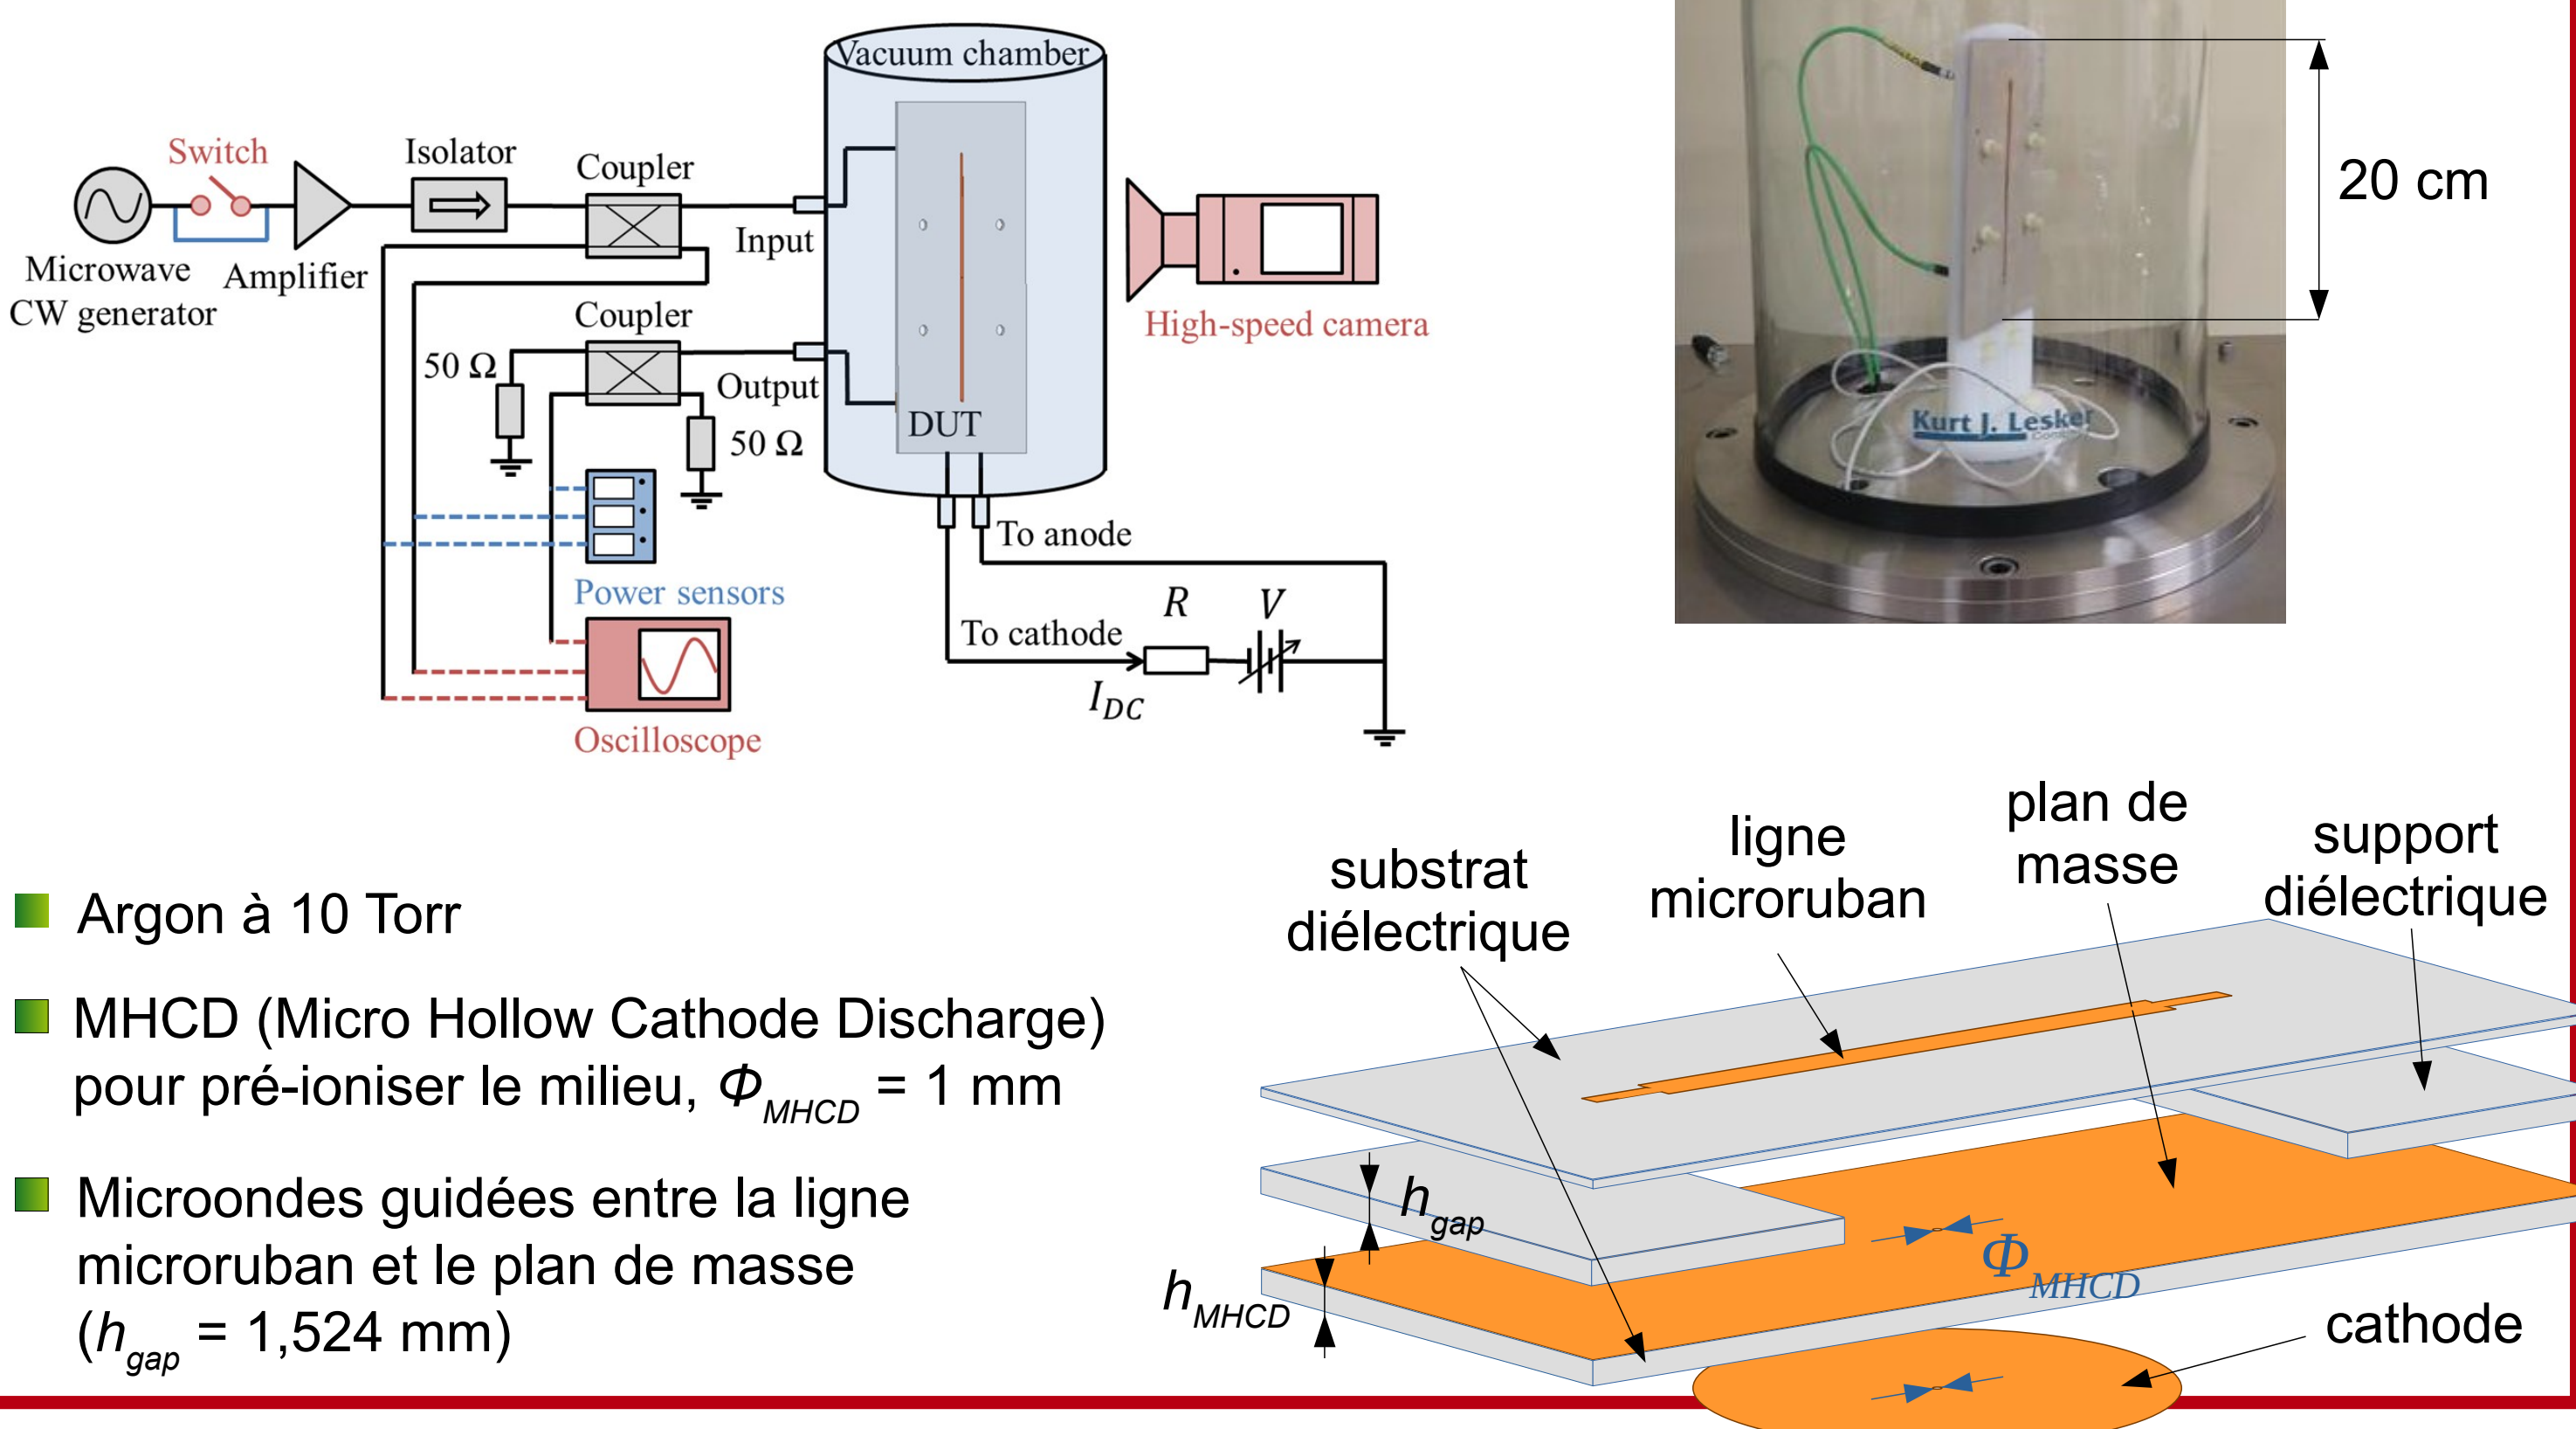 Vacuum chamber
Switch
Isolator
Coupler
Microwave
CW generator
Amplifier
Input
Coupler
50 Ω
Output
50 Ω
DUT
High-speed camera
Power sensors
To anode
R
V
To cathode
I_DC
Oscilloscope
20 cm
Kurt J. Lesker
Argon à 10 Torr
MHCD (Micro Hollow Cathode Discharge)
pour pré-ioniser le milieu, Φ_MHCD = 1 mm
Microondes guidées entre la ligne
microruban et le plan de masse
(h_gap = 1,524 mm)
substrat
diélectrique
ligne
microruban
plan de
masse
support
diélectrique
h_gap
h_MHCD
Φ_MHCD
cathode